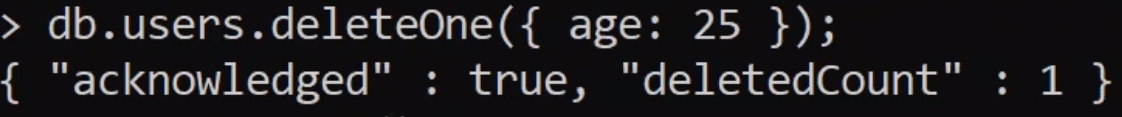 > db.users.deleteOne({ age: 25 });
{ "acknowledged" : true, "deletedCount" : 1 }